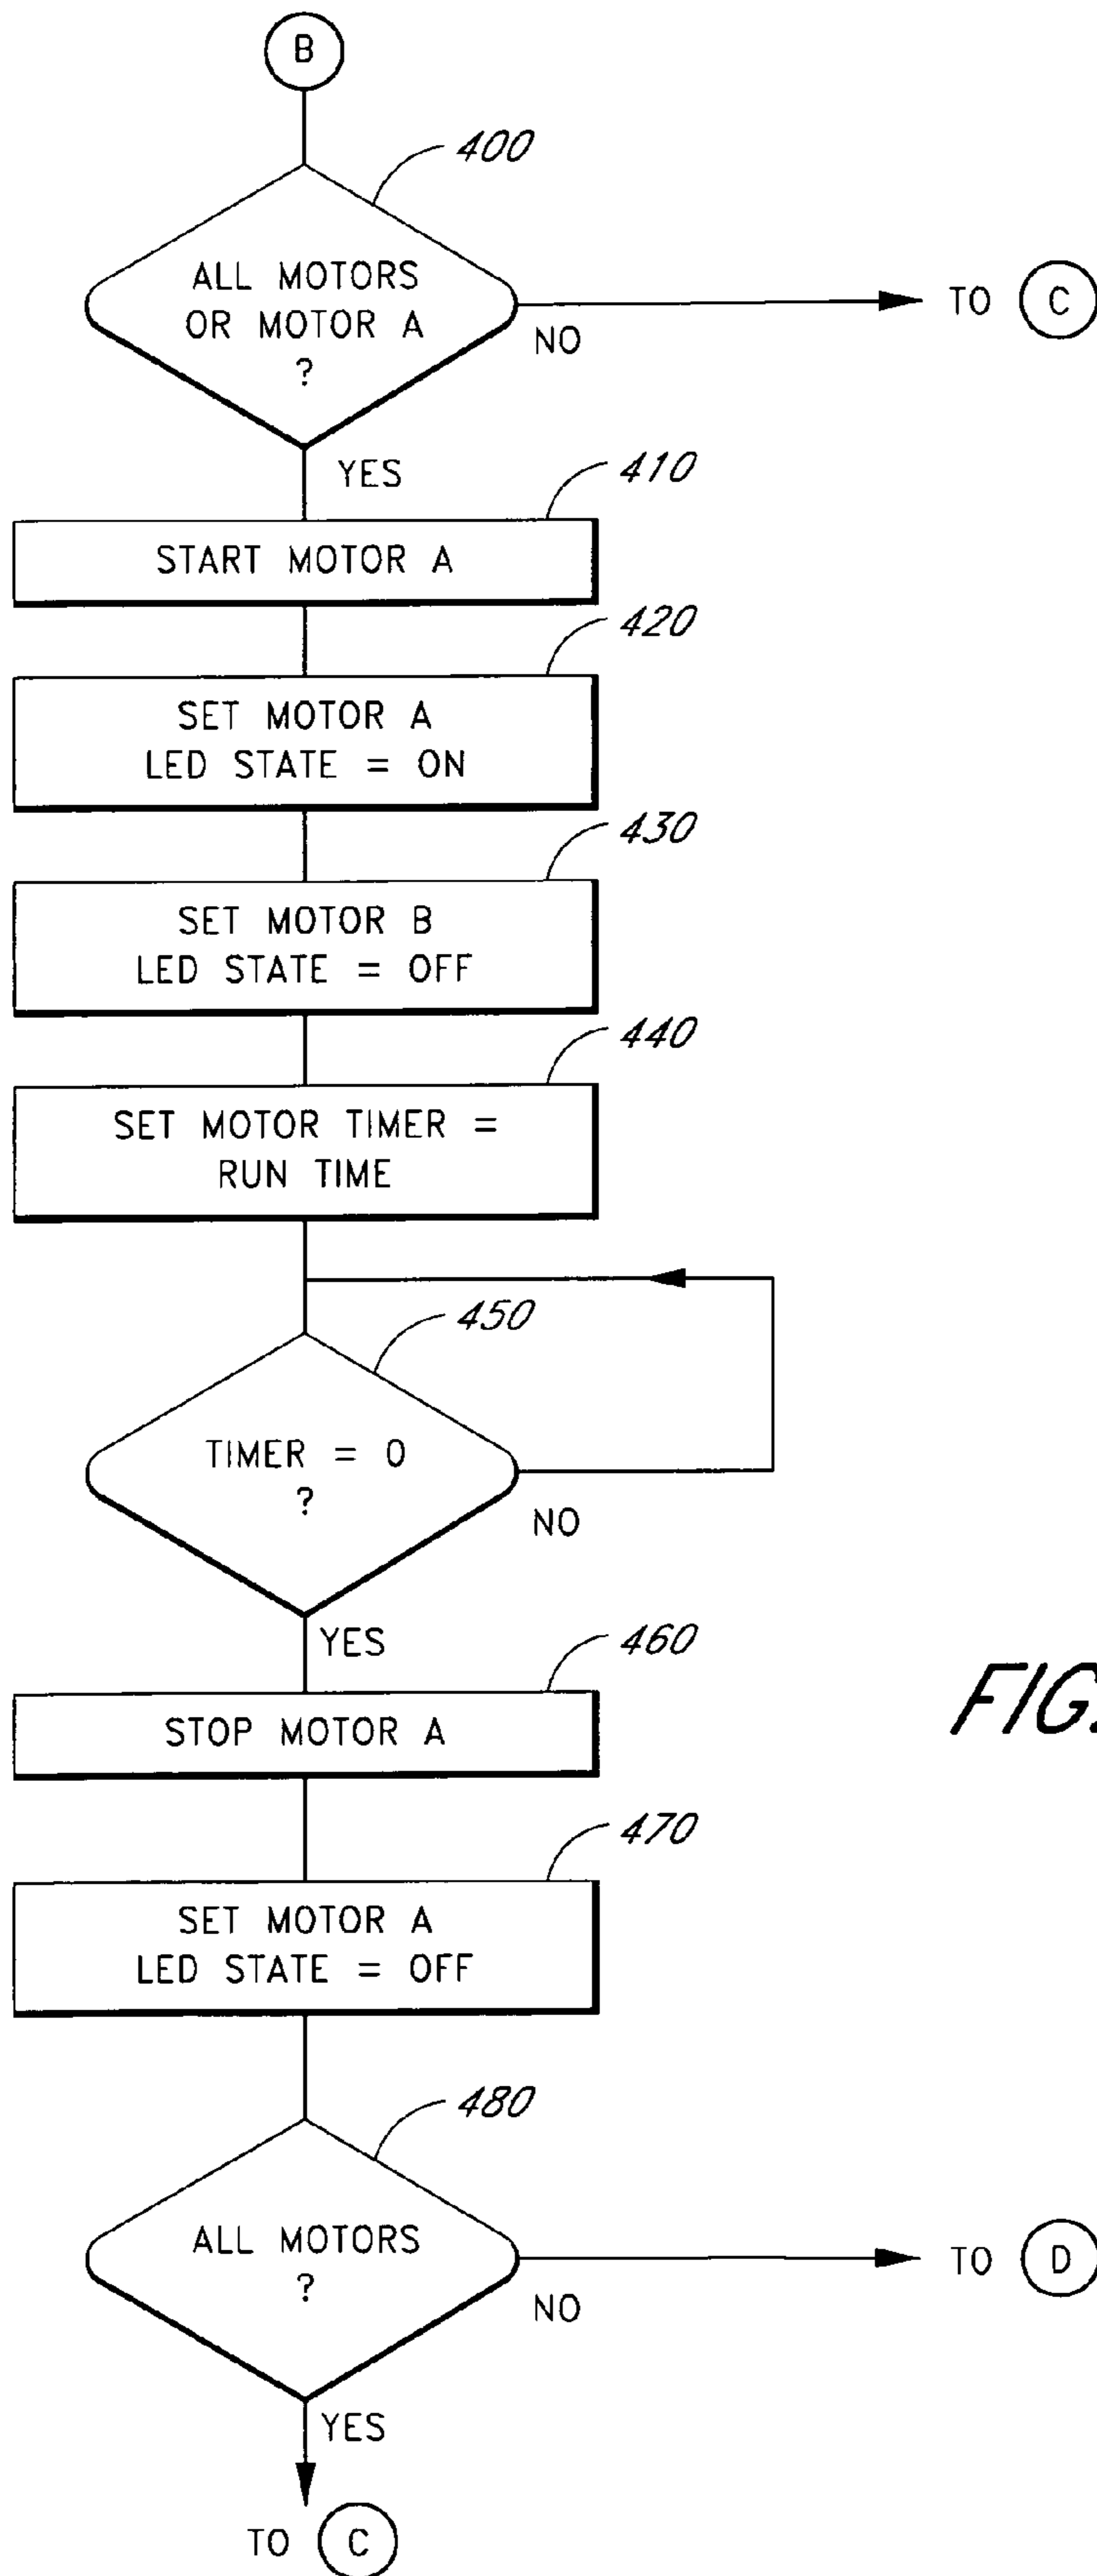 B
400
ALL MOTORS
OR MOTOR A
?
NO
TO C
YES
410
START MOTOR A
420
SET MOTOR A
LED STATE = ON
430
SET MOTOR B
LED STATE = OFF
440
SET MOTOR TIMER =
RUN TIME
450
TIMER = 0
?
NO
YES
460
STOP MOTOR A
FIG.
470
SET MOTOR A
LED STATE = OFF
480
ALL MOTORS
?
NO
TO D
YES
TO C